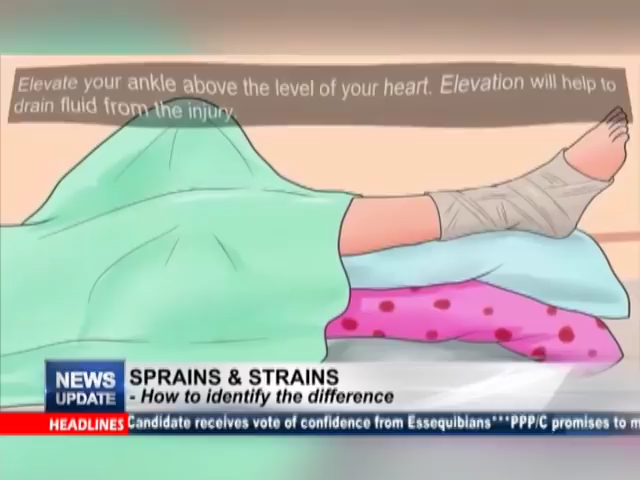 Elevate your ankle above the level of your heart. Elevation will help to
drain fluid from the injury.
NEWS
UPDATE
SPRAINS & STRAINS
- How to identify the difference
HEADLINES
Candidate receives vote of confidence from Essequiblans***PPP/C promises to m